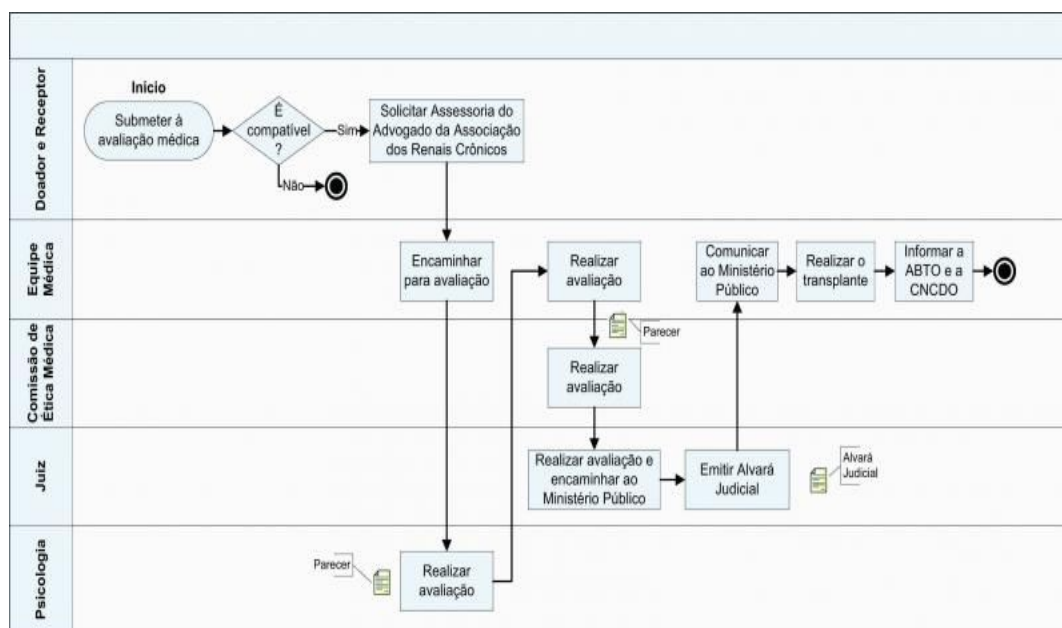 Doador e Receptor
Inicio
Submeter à
avaliação médica
É
compatível
?
Sim
Não
Solicitar Assessoria do
Advogado da Associação
dos Renais Crônicos
Equipe
Médica
Encaminhar
para avaliação
Realizar
avaliação
Parecer
Comunicar
ao Ministério
Público
Realizar o
transplante
Informar a
ABTO e a
CNCDO
Comissão de
Ética Médica
Realizar
avaliação
Juiz
Realizar avaliação e
encaminhar ao
Ministério Público
Emitir Alvará
Judicial
Alvará
Judicial
Psicologia
Parecer
Realizar
avaliação